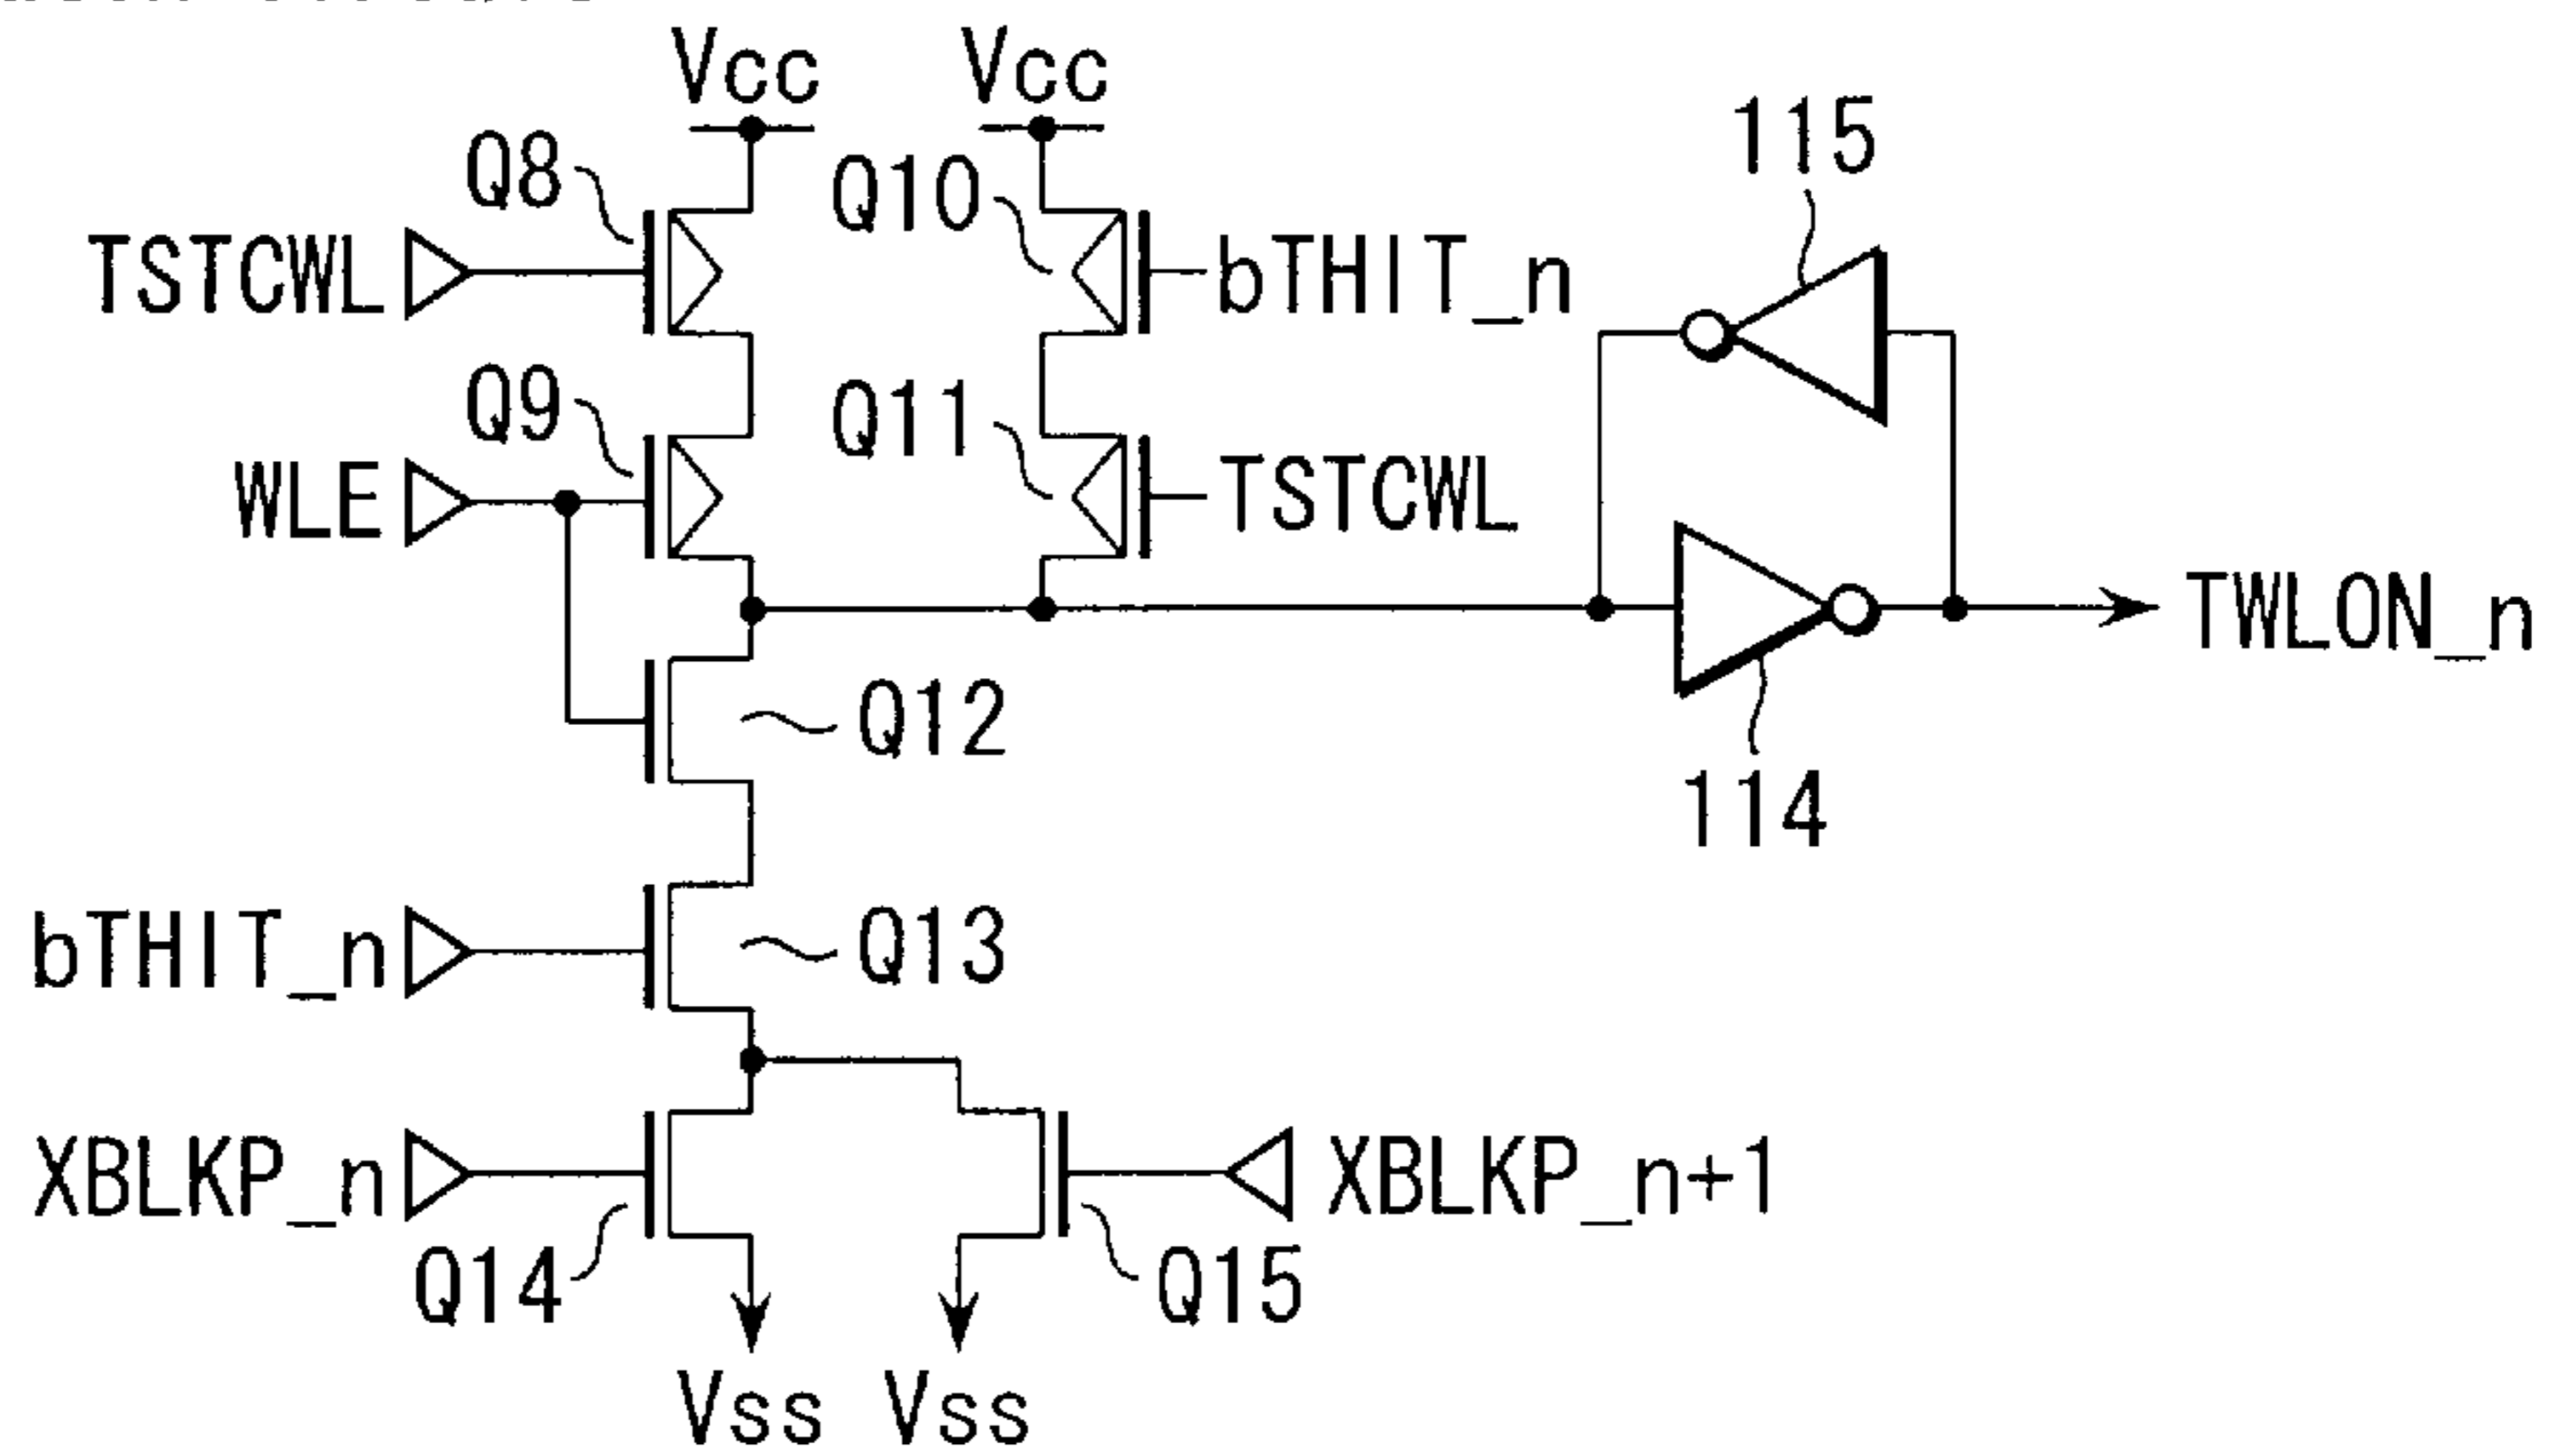 Vcc Vcc
Q8 Q10 115
TSTCWL bTHIT_n
Q9 Q11
WLE TSTCWL
TWLON_n
Q12
114
bTHIT_n Q13
XBLKP_n XBLKP_n+1
Q14 Q15
Vss Vss